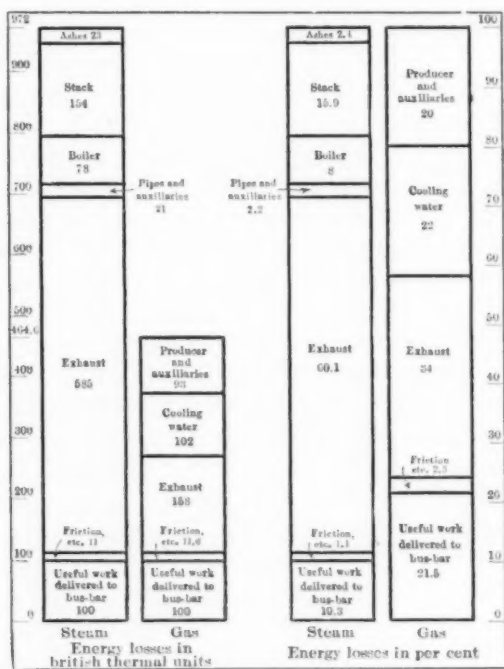 972
900
800
700
600
500
464.6
400
300
200
100
0
Ashes 23
Stack
154
Boiler
78
Pipes and
auxiliaries
21
Exhaust
585
Friction,
etc. 11
Useful work
delivered to
bus-bar
100
Steam
Producer
and
auxiliaries
93
Cooling
water
102
Exhaust
158
Friction,
etc. 11.6
Useful work
delivered to
bus-bar
100
Gas
Energy losses in
british thermal units
Ashes 2.4
Stack
15.9
Boiler
8
Pipes and
auxiliaries
2.2
Exhaust
60.1
Friction,
etc. 1.1
Useful work
delivered to
bus-bar
10.3
Steam
Producer
and
auxiliaries
20
Cooling
water
22
Exhaust
34
Friction
etc. 2.5
Useful work
delivered to
bus-bar
21.5
Gas
Energy losses in per cent
100
90
80
70
60
50
40
30
20
10
0